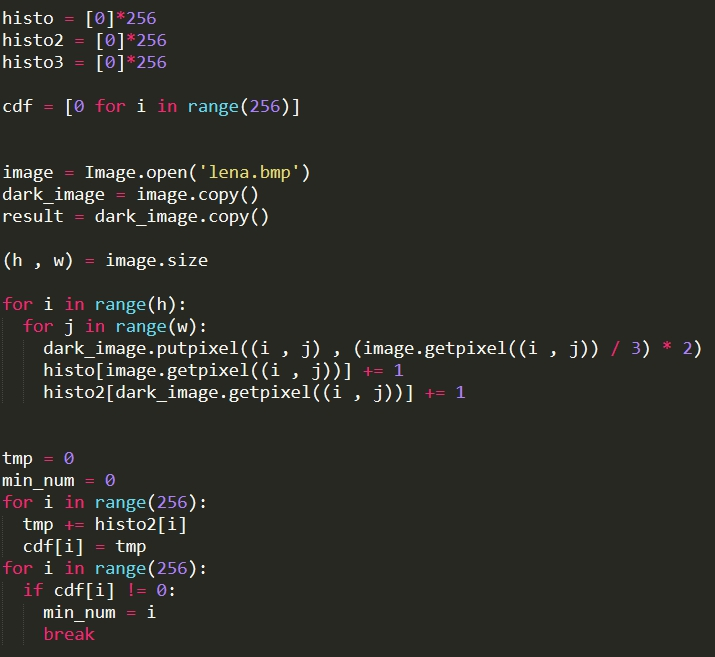 histo = [0]*256
histo2 = [0]*256
histo3 = [0]*256
cdf = [0 for i in range(256)]
image = Image.open('lena.bmp')
dark_image = image.copy()
result = dark_image.copy()
(h , w) = image.size
for i in range(h):
  for j in range(w):
    dark_image.putpixel((i , j) , (image.getpixel((i , j)) / 3) * 2)
    histo[image.getpixel((i , j))] += 1
    histo2[dark_image.getpixel((i , j))] += 1
tmp = 0
min_num = 0
for i in range(256):
  tmp += histo2[i]
  cdf[i] = tmp
for i in range(256):
  if cdf[i] != 0:
    min_num = i
    break